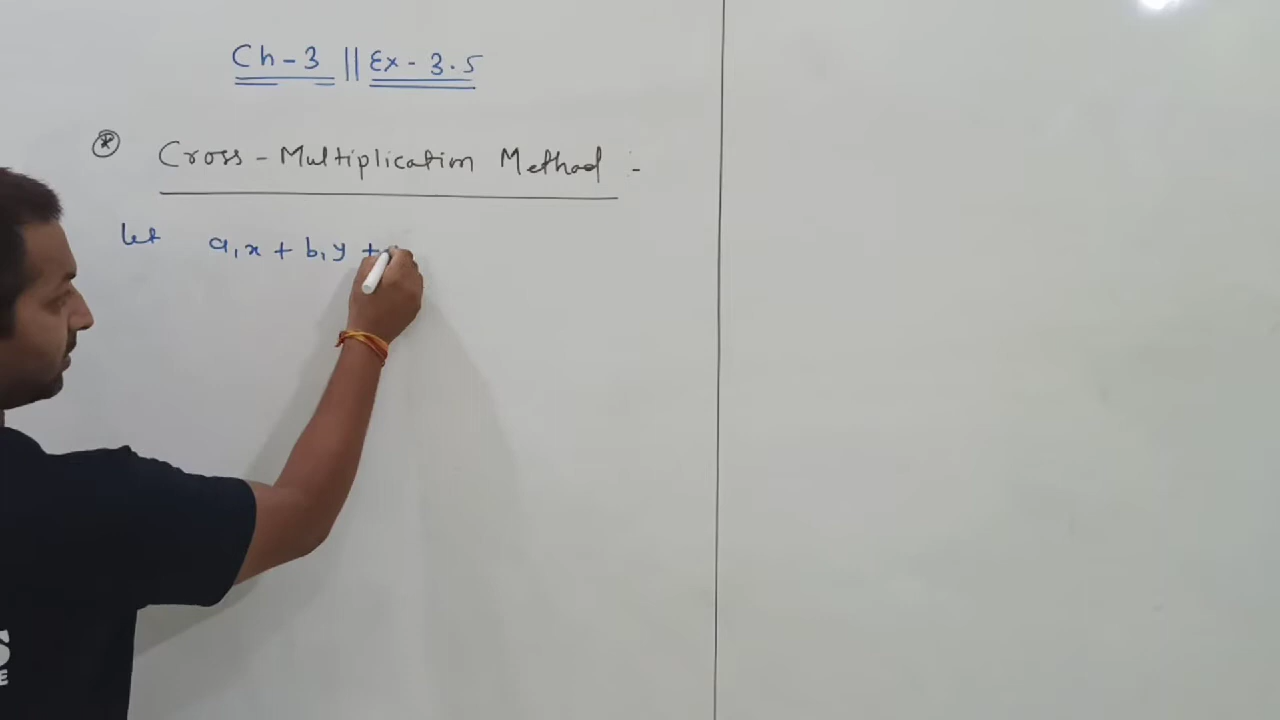 Ch-3 || Ex-3.5
* Cross-Multiplication Method :-
Let a₁x + b₁y +